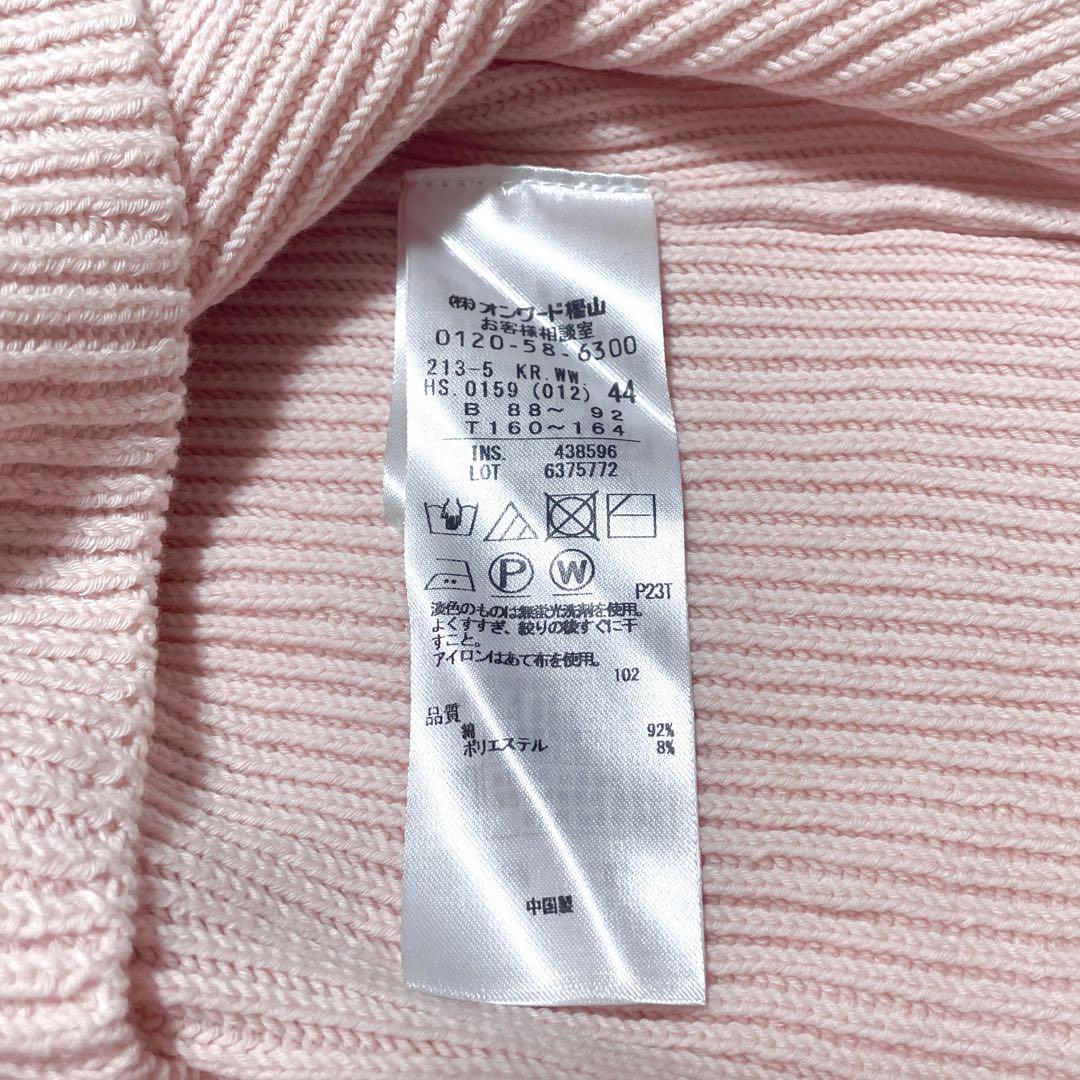 ㈱オンワード樫山
お客様相談室
0120-58-6300
213-5 KR.WW
HS.0159 (012) 44
B 88～ 92
T160～164
INS. 438596
LOT 6375772
P W
P23T
淡色のものは無蛍光洗剤を使用。
よくすすぎ、絞りの後すぐに干
すこと。
アイロンはあて布を使用。
102
品質
綿 92%
ポリエステル 8%
中国製